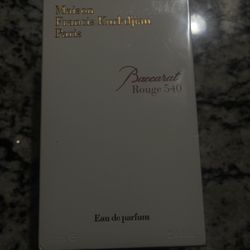 Maison
Francis Kurkdjian
Paris
Baccarat
Rouge 540
Eau de parfum